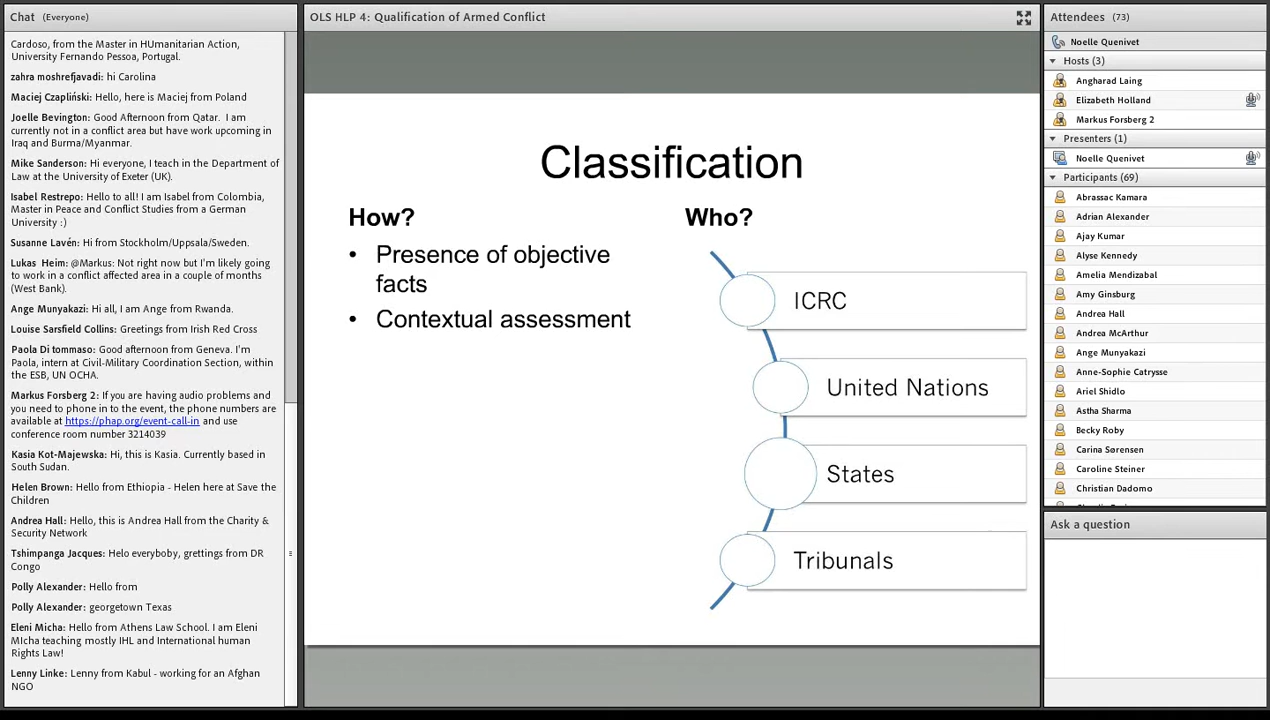 Chat (Everyone)
Cardoso, from the Master in HUmanitarian Action,
University Fernando Pessoa, Portugal.
zahra moshrefjavadi: hi Carolina
Maciej Czapliński: Hello, here is Maciej from Poland
Joelle Bevington: Good Afternoon from Qatar. I am
currently not in a conflict area but have work upcoming in
Iraq and Burma/Myanmar.
Mike Sanderson: Hi everyone, I teach in the Department of
Law at the University of Exeter (UK).
Isabel Restrepo: Hello to all! I am Isabel from Colombia,
Master in Peace and Conflict Studies from a German
University :)
Susanne Lavén: Hi from Stockholm/Uppsala/Sweden.
Lukas Heim: @Markus: Not right now but I'm likely going
to work in a conflict affected area in a couple of months
(West Bank).
Ange Munyakazi: Hi all, I am Ange from Rwanda.
Louise Sarsfield Collins: Greetings from Irish Red Cross
Paola Di tommaso: Good afternoon from Geneva. I'm
Paola, intern at Civil-Military Coordination Section, within
the ESB, UN OCHA.
Markus Forsberg 2: If you are having audio problems and
you need to phone in to the event, the phone numbers are
available at https://phap.org/event-call-in and use
conference room number 3214039
Kasia Kot-Majewska: Hi, this is Kasia. Currently based in
South Sudan.
Helen Brown: Hello from Ethiopia - Helen here at Save the
Children
Andrea Hall: Hello, this is Andrea Hall from the Charity &
Security Network
Tshimpanga Jacques: Helo everyboby, grettings from DR
Congo
Polly Alexander: Hello from
Polly Alexander: georgetown Texas
Eleni Micha: Hello from Athens Law School. I am Eleni
MIcha teaching mostly IHL and International human
Rights Law!
Lenny Linke: Lenny from Kabul - working for an Afghan
NGO
OLS HLP 4: Qualification of Armed Conflict
Classification
How?
• Presence of objective
facts
• Contextual assessment
Who?
ICRC
United Nations
States
Tribunals
Attendees (73)
Noelle Quenivet
Hosts (3)
Angharad Laing
Elizabeth Holland
Markus Forsberg 2
Presenters (1)
Noelle Quenivet
Participants (69)
Abrassac Kamara
Adrian Alexander
Ajay Kumar
Alyse Kennedy
Amelia Mendizabal
Amy Ginsburg
Andrea Hall
Andrea McArthur
Ange Munyakazi
Anne-Sophie Catrysse
Ariel Shidlo
Astha Sharma
Becky Roby
Carina Sørensen
Caroline Steiner
Christian Dadomo
Ask a question